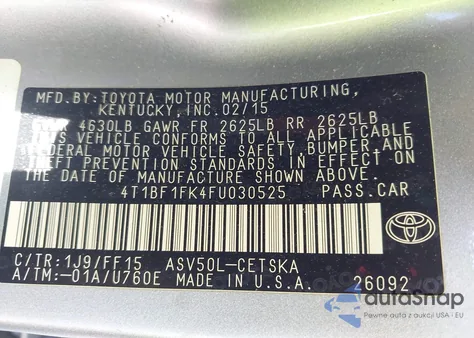 MFD. BY: TOYOTA MOTOR MANUFACTURING,
KENTUCKY, INC. 02/15
4630LB GAWR FR 2625LB RR 2625LB
THIS VEHICLE CONFORMS TO ALL APPLICABLE
FEDERAL MOTOR VEHICLE SAFETY, BUMPER, AND
THEFT PREVENTION STANDARDS IN EFFECT ON
THE DATE OF MANUFACTURE SHOWN ABOVE.
4T1BF1FK4FU030525 PASS. CAR
C/TR: 1J9/FF15 ASV50L-CETSKA
A/TM: -01A/U760E MADE IN U.S.A. 26092
TOYOTA
autosnap
Pewne auta z aukcji USA - EU